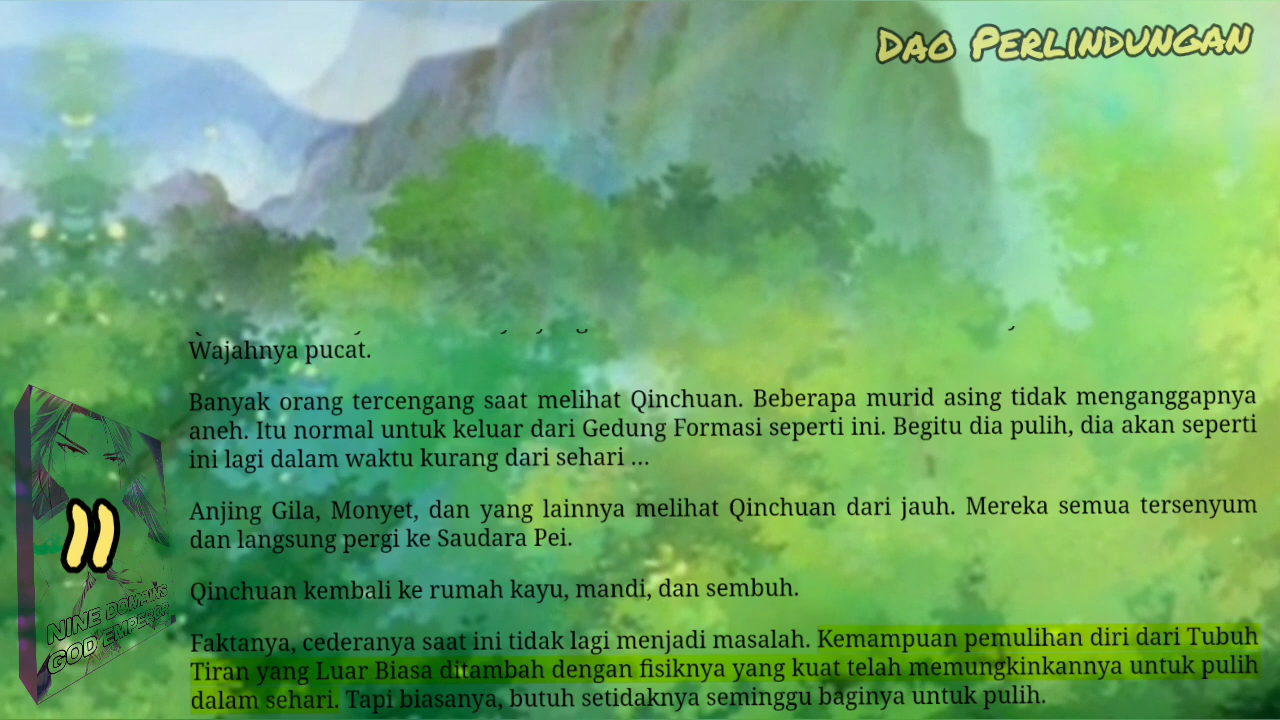 Dao Perlindungan
Wajahnya pucat.
Banyak orang tercengang saat melihat Qinchuan. Beberapa murid asing tidak menganggapnya
aneh. Itu normal untuk keluar dari Gedung Formasi seperti ini. Begitu dia pulih, dia akan seperti
ini lagi dalam waktu kurang dari sehari ...
Anjing Gila, Monyet, dan yang lainnya melihat Qinchuan dari jauh. Mereka semua tersenyum
dan langsung pergi ke Saudara Pei.
Qinchuan kembali ke rumah kayu, mandi, dan sembuh.
Faktanya, cederanya saat ini tidak lagi menjadi masalah. Kemampuan pemulihan diri dari Tubuh
Tiran yang Luar Biasa ditambah dengan fisiknya yang kuat telah memungkinkannya untuk pulih
dalam sehari. Tapi biasanya, butuh setidaknya seminggu baginya untuk pulih.
NINE DOMAINS
GOD EMPEROR